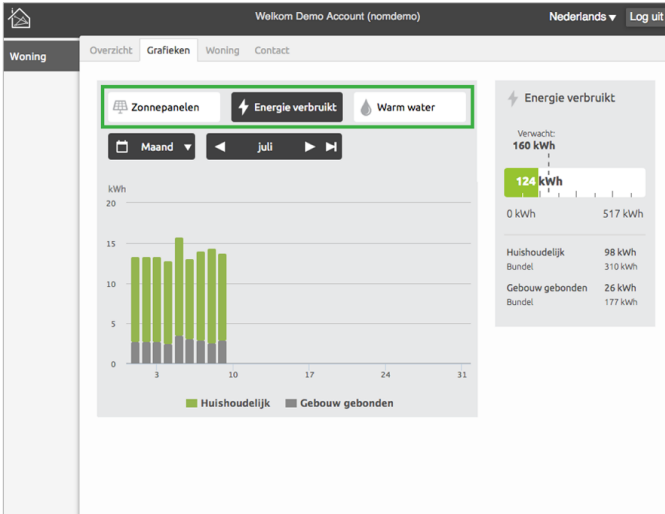 Welkom Demo Account (nomdemo)
Nederlands
Log uit
Woning
Overzicht Grafieken Woning Contact
Zonnepanelen Energie verbruikt Warm water
Maand juli
kWh
20
15
10
5
0
3 10 17 24 31
Huishoudelijk Gebouw gebonden
Energie verbruikt
Verwacht:
160 kWh
124 kWh
0 kWh 517 kWh
Huishoudelijk 98 kWh
Bundel 310 kWh
Gebouw gebonden 26 kWh
Bundel 177 kWh